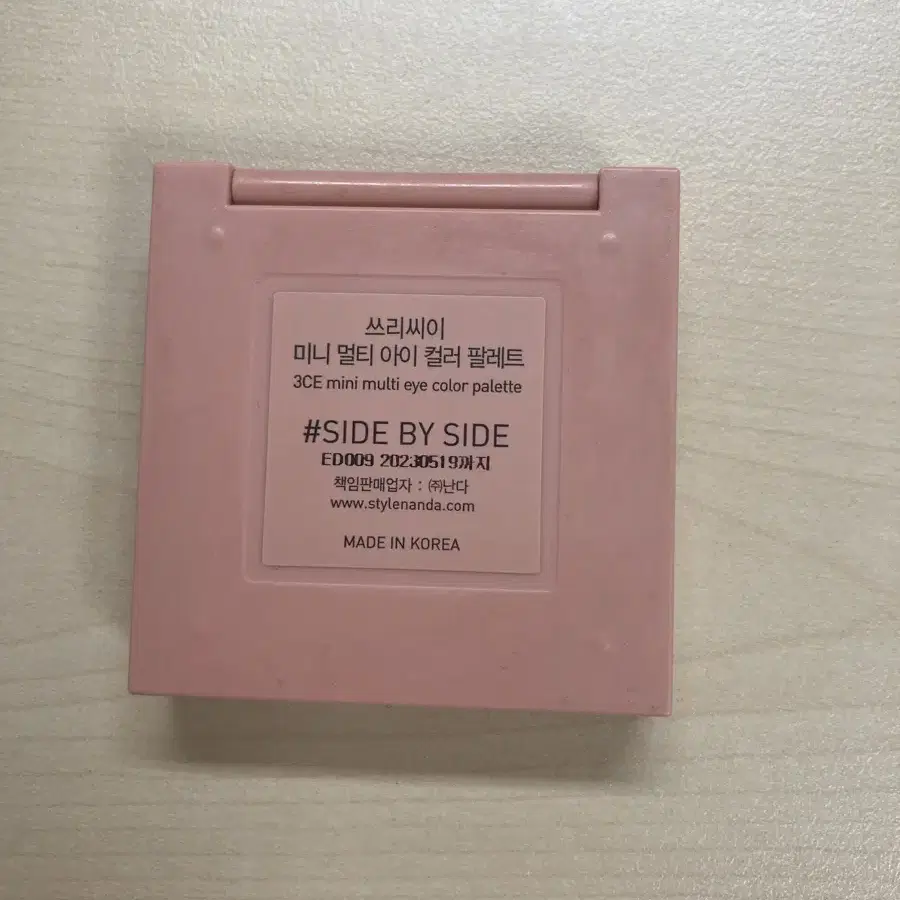 쓰리씨이
미니 멀티 아이 컬러 팔레트
3CE mini multi eye color palette
#SIDE BY SIDE
ED009 20230519까지
책임판매업자 : ㈜난다
www.stylenanda.com
MADE IN KOREA